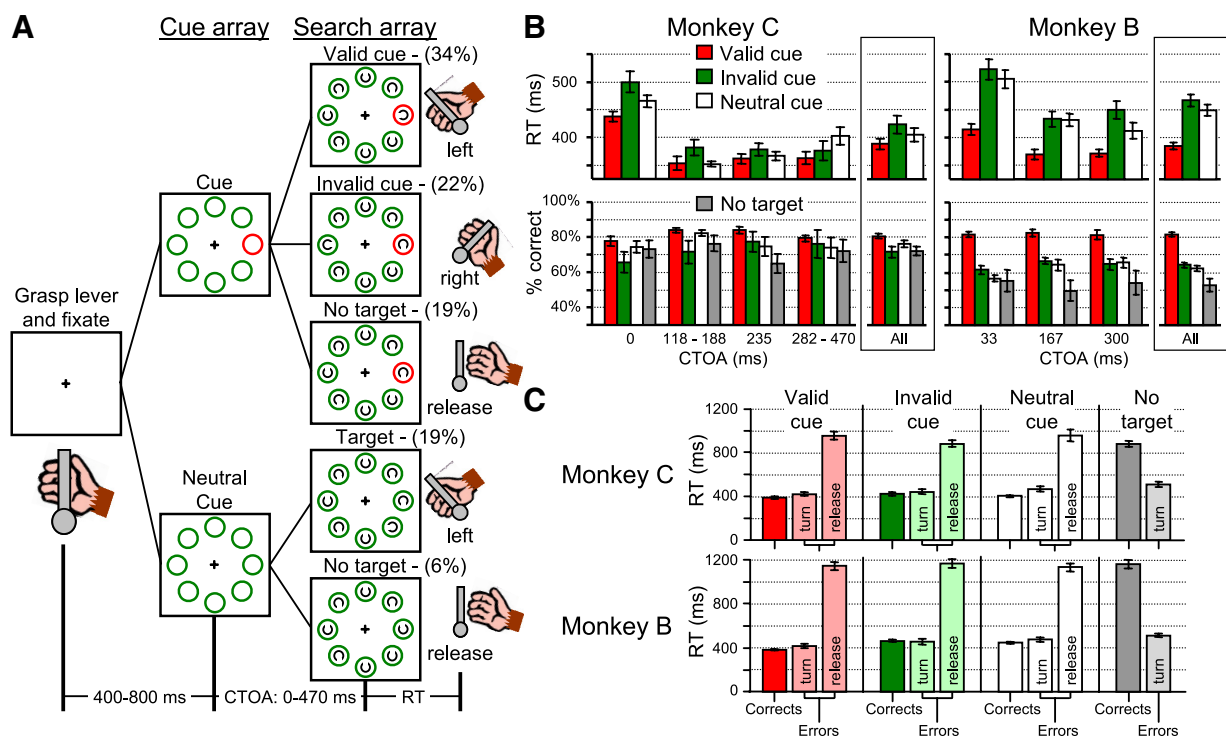 A
Cue array
Search array
Valid cue - (34%)
left
Cue
Invalid cue - (22%)
right
Grasp lever
and fixate
No target - (19%)
release
Neutral
Cue
Target - (19%)
left
No target - (6%)
release
400-800 ms
CTOA: 0-470 ms
RT
B
Monkey C
Monkey B
Valid cue
Invalid cue
Neutral cue
RT (ms)
500
400
No target
% correct
100%
80%
60%
40%
0
118 - 188
235
282 - 470
All
CTOA (ms)
33
167
300
All
CTOA (ms)
C
Valid
cue
Invalid
cue
Neutral
cue
No
target
Monkey C
RT (ms)
1200
800
400
0
turn
release
turn
release
turn
release
turn
Monkey B
RT (ms)
1200
800
400
0
turn
release
turn
release
turn
release
turn
Corrects
Errors
Corrects
Errors
Corrects
Errors
Corrects
Errors